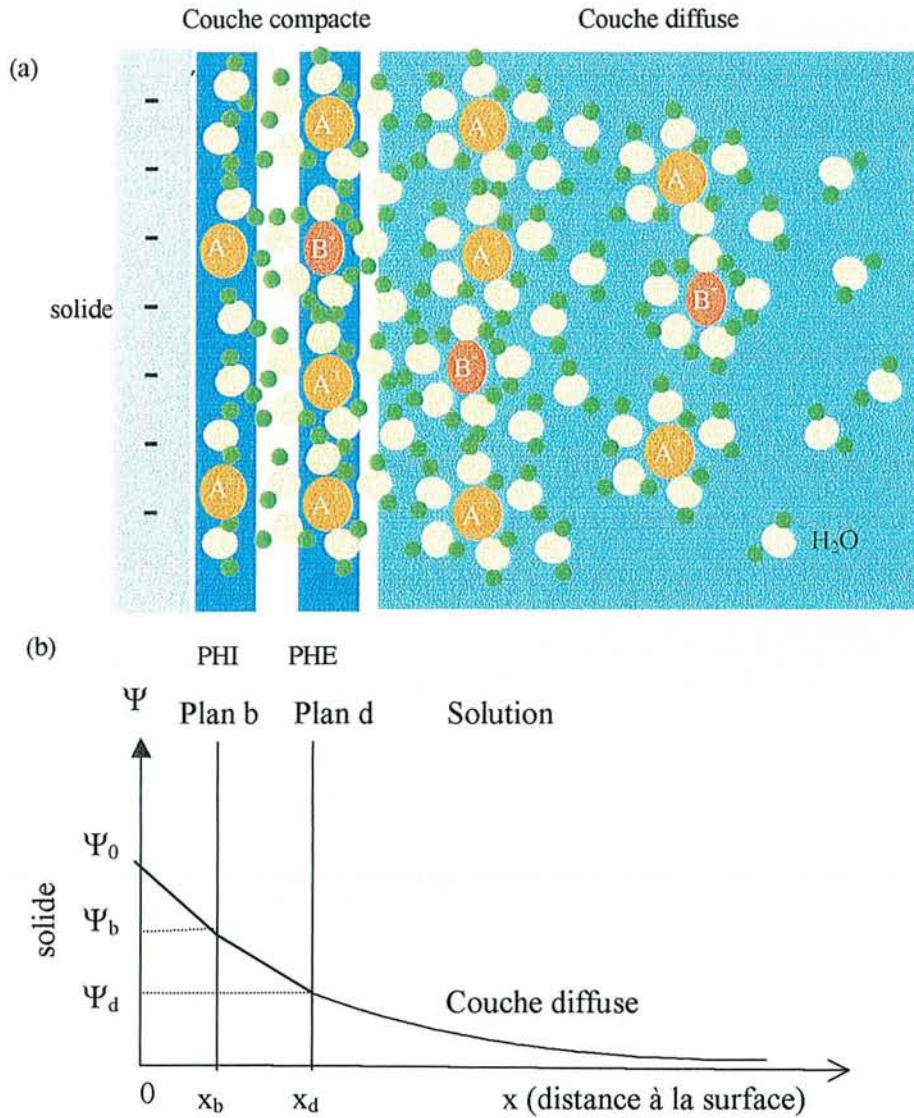 Couche compacte Couche diffuse
(a)
- A+ A
- A+
- A+ B- B-
- A
solide -
- B-
- A+
- A+
- A A+ A
H₂O
(b)
PHI PHE
Ψ Plan b Plan d Solution
Ψ₀
solide
Ψb
Ψd
Couche diffuse
0 xb xd x (distance à la surface)